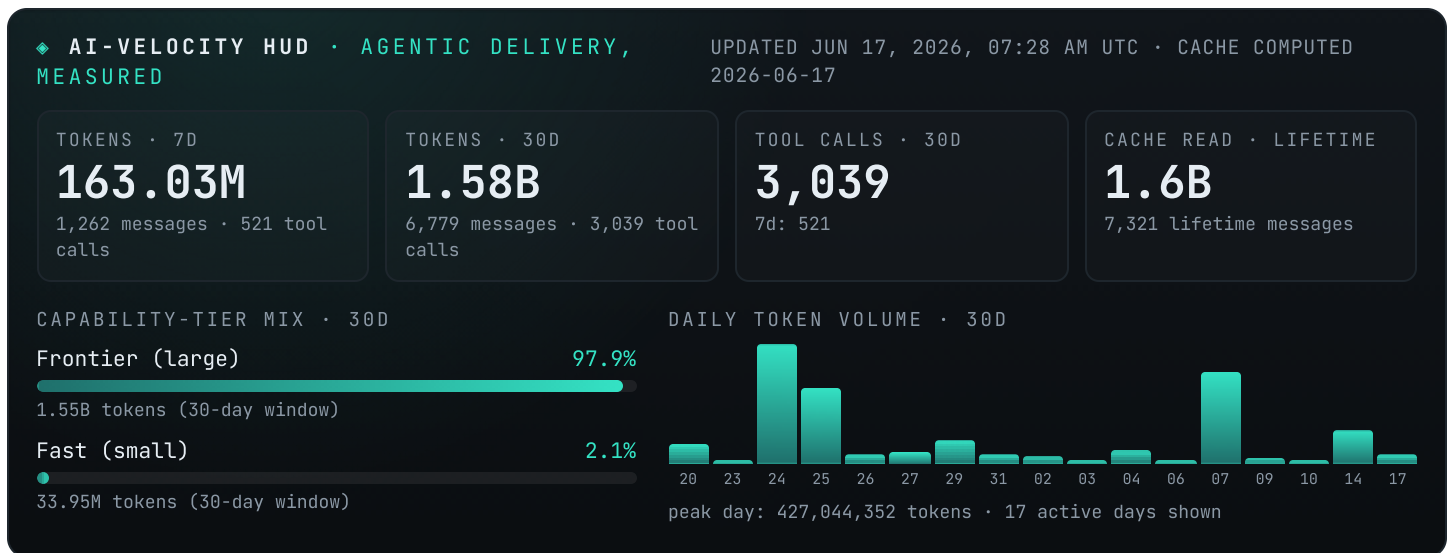 ◈ AI-VELOCITY HUD · AGENTIC DELIVERY,
MEASURED
UPDATED JUN 17, 2026, 07:28 AM UTC · CACHE COMPUTED
2026-06-17
TOKENS · 7D
163.03M
1,262 messages · 521 tool
calls
TOKENS · 30D
1.58B
6,779 messages · 3,039 tool
calls
TOOL CALLS · 30D
3,039
7d: 521
CACHE READ · LIFETIME
1.6B
7,321 lifetime messages
CAPABILITY-TIER MIX · 30D
Frontier (large) 97.9%
1.55B tokens (30-day window)
Fast (small) 2.1%
33.95M tokens (30-day window)
DAILY TOKEN VOLUME · 30D
20 23 24 25 26 27 29 31 02 03 04 06 07 09 10 14 17
peak day: 427,044,352 tokens · 17 active days shown